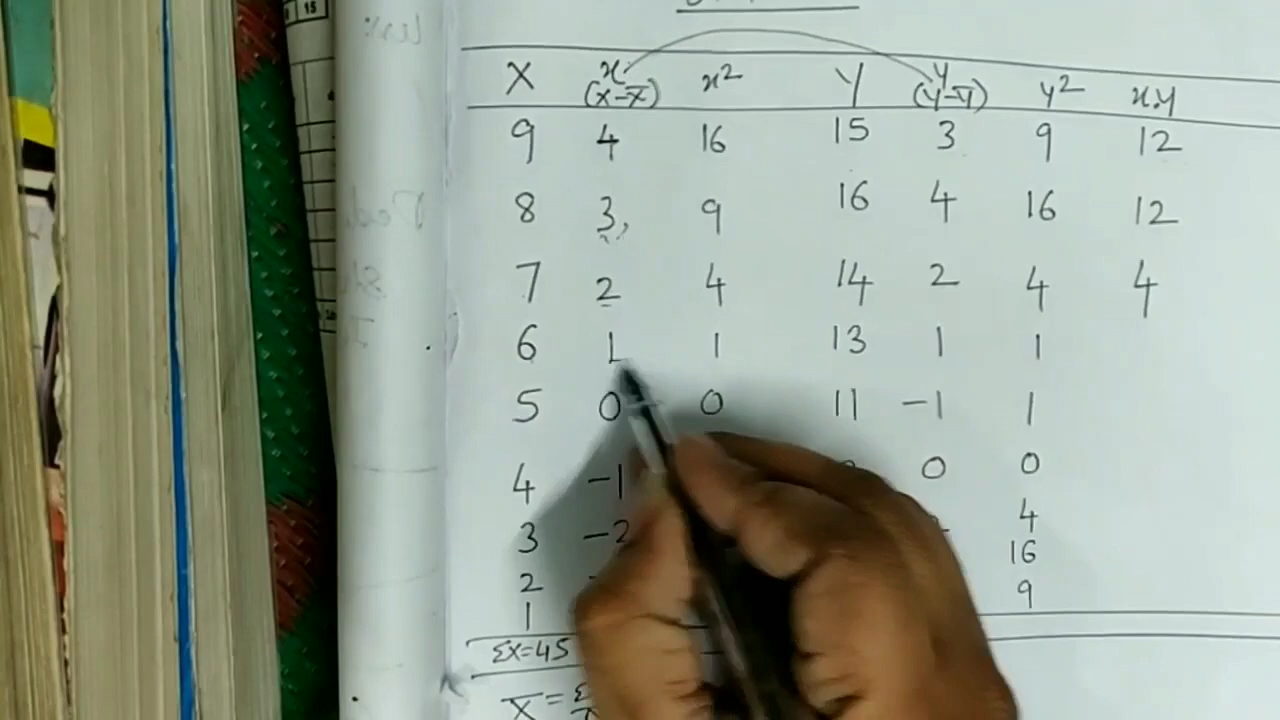 15
X x (X-X̅) x² Y y (Y-Y̅) y² x.y
9 4 16 15 3 9 12
8 3, 9 16 4 16 12
7 2 4 14 2 4 4
6 1 1 13 1 1
5 0 0 11 -1 1
4 -1 0 0
3 -2 4
2 16
1 9
ΣX=45
X̅ =